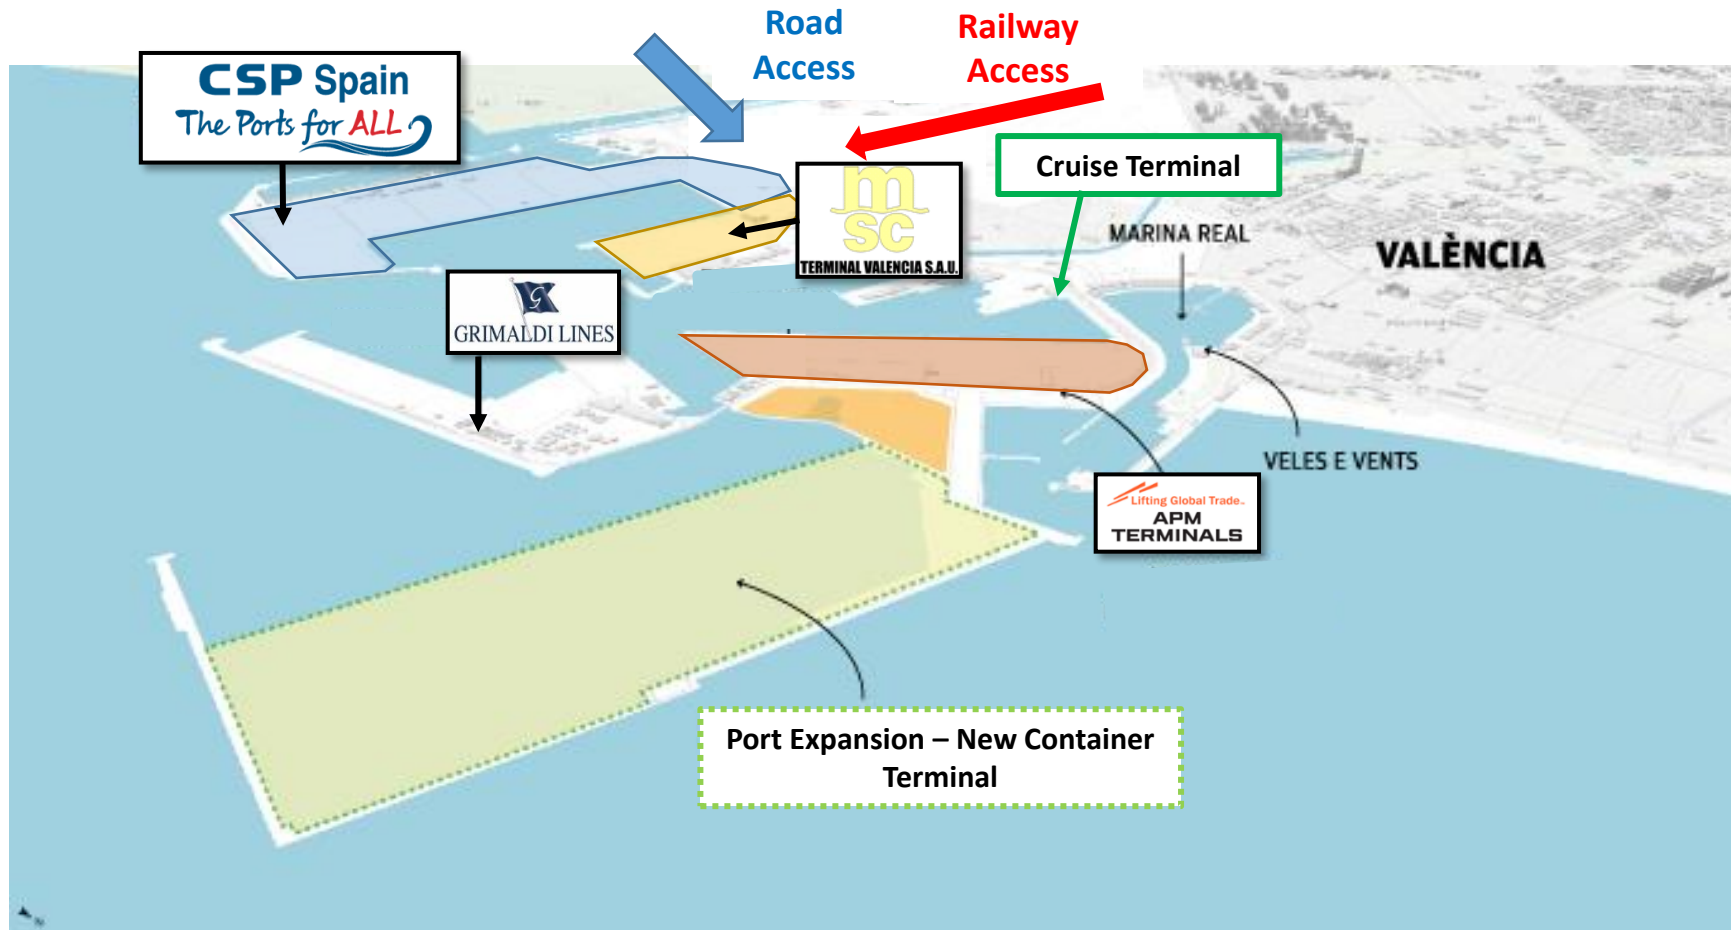 Road
Access
Railway
Access
CSP Spain
The Ports for ALL
msc
TERMINAL VALENCIA S.A.U.
Cruise Terminal
MARINA REAL
VALÈNCIA
G
GRIMALDI LINES
VELES E VENTS
Lifting Global Trade.
APM
TERMINALS
Port Expansion – New Container
Terminal
N